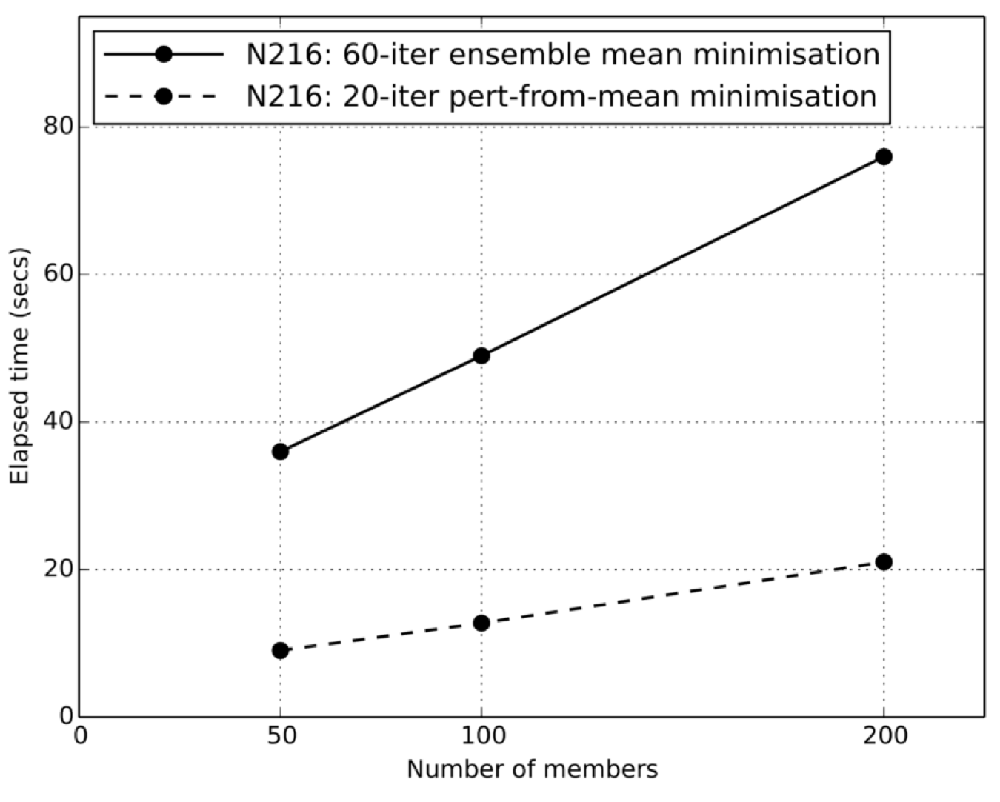 N216: 60-iter ensemble mean minimisation
N216: 20-iter pert-from-mean minimisation
80
60
40
20
0
Elapsed time (secs)
0 50 100 200
Number of members